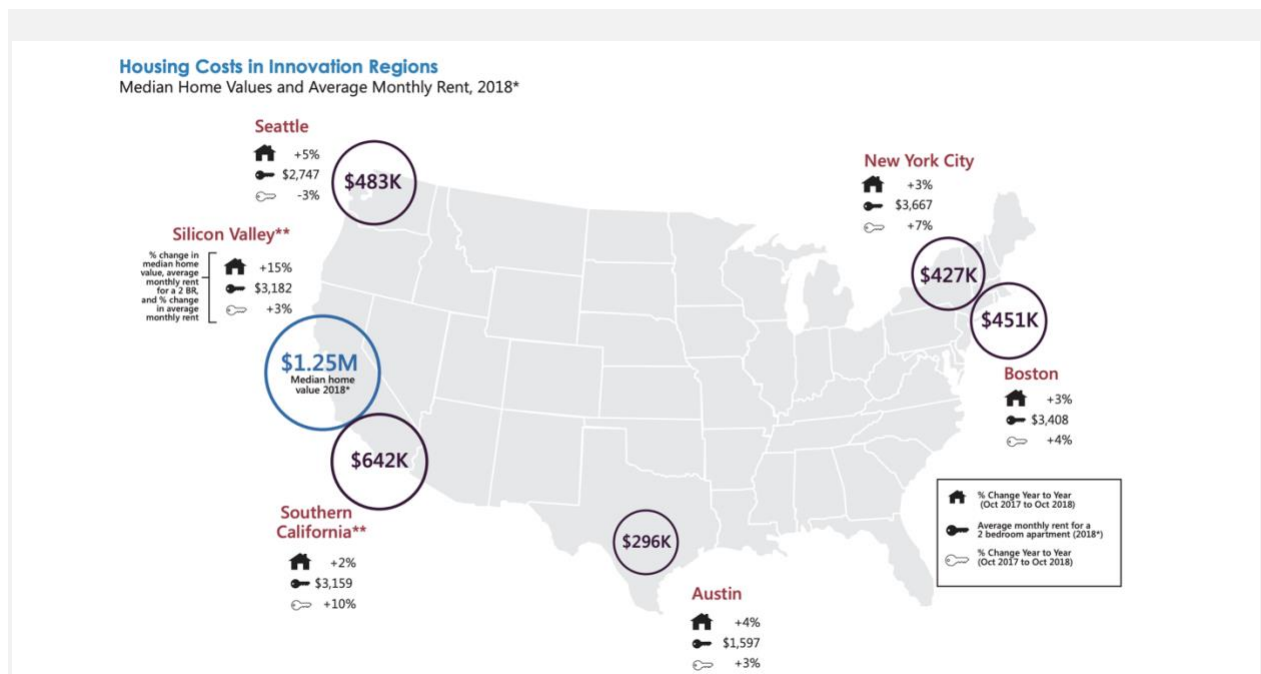 Housing Costs in Innovation Regions
Median Home Values and Average Monthly Rent, 2018*
Seattle
+5%
$2,747
-3%
$483K
Silicon Valley**
% change in
median home
value, average
monthly rent
for a 2 BR,
and % change
in average
monthly rent
+15%
$3,182
+3%
$1.25M
Median home
value 2018*
$642K
Southern
California**
+2%
$3,159
+10%
$296K
Austin
+4%
$1,597
+3%
New York City
+3%
$3,667
+7%
$427K
$451K
Boston
+3%
$3,408
+4%
% Change Year to Year
(Oct 2017 to Oct 2018)
Average monthly rent for a
2 bedroom apartment (2018*)
% Change Year to Year
(Oct 2017 to Oct 2018)